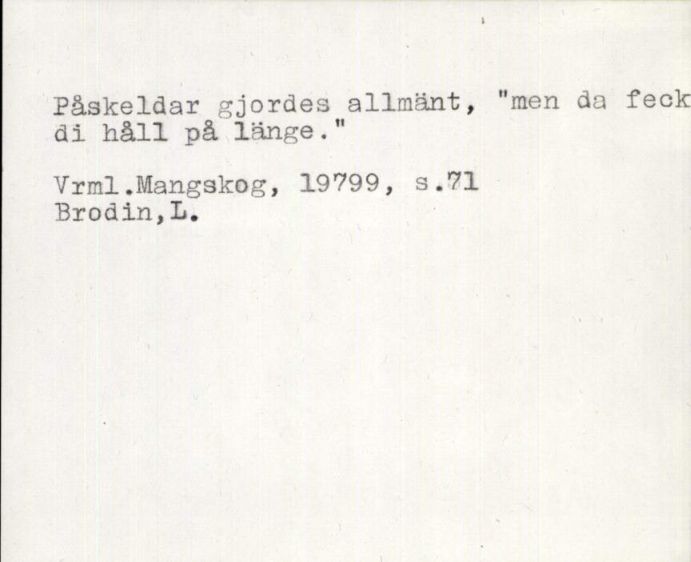 Påskeldar gjordes allmänt, "men da feck
di håll på länge."
Vrml.Mangskog, 19799, s.71
Brodin,L.